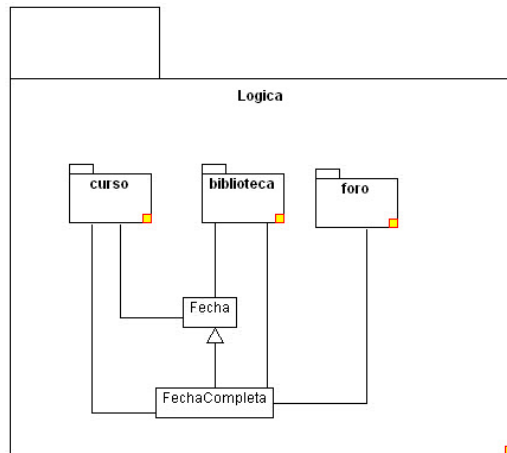 Logica
curso
biblioteca
foro
Fecha
FechaCompleta